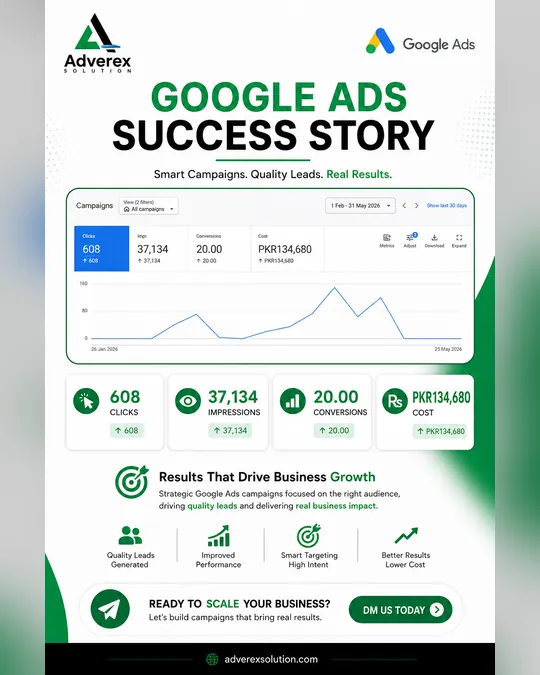 Adverex
SOLUTION
Google Ads
GOOGLE ADS
SUCCESS STORY
Smart Campaigns. Quality Leads. Real Results.
Campaigns
View (2 filters)
All campaigns
1 Feb - 31 May 2026
Show last 30 days
Clicks
608
↑ 608
Impr.
37,134
↑ 37,134
Conversions
20.00
↑ 20.00
Cost
PKR134,680
↑ PKR134,680
Metrics
Adjust
Download
Expand
160
80
0
26 Jan 2026
25 May 2026
608
CLICKS
↑ 608
37,134
IMPRESSIONS
↑ 37,134
20.00
CONVERSIONS
↑ 20.00
Rs
PKR134,680
COST
↑ PKR134,680
Results That Drive Business Growth
Strategic Google Ads campaigns focused on the right audience,
driving quality leads and delivering real business impact.
Quality Leads
Generated
Improved
Performance
Smart Targeting
High Intent
Better Results
Lower Cost
READY TO SCALE YOUR BUSINESS?
Let's build campaigns that bring real results.
DM US TODAY
adverexsolution.com